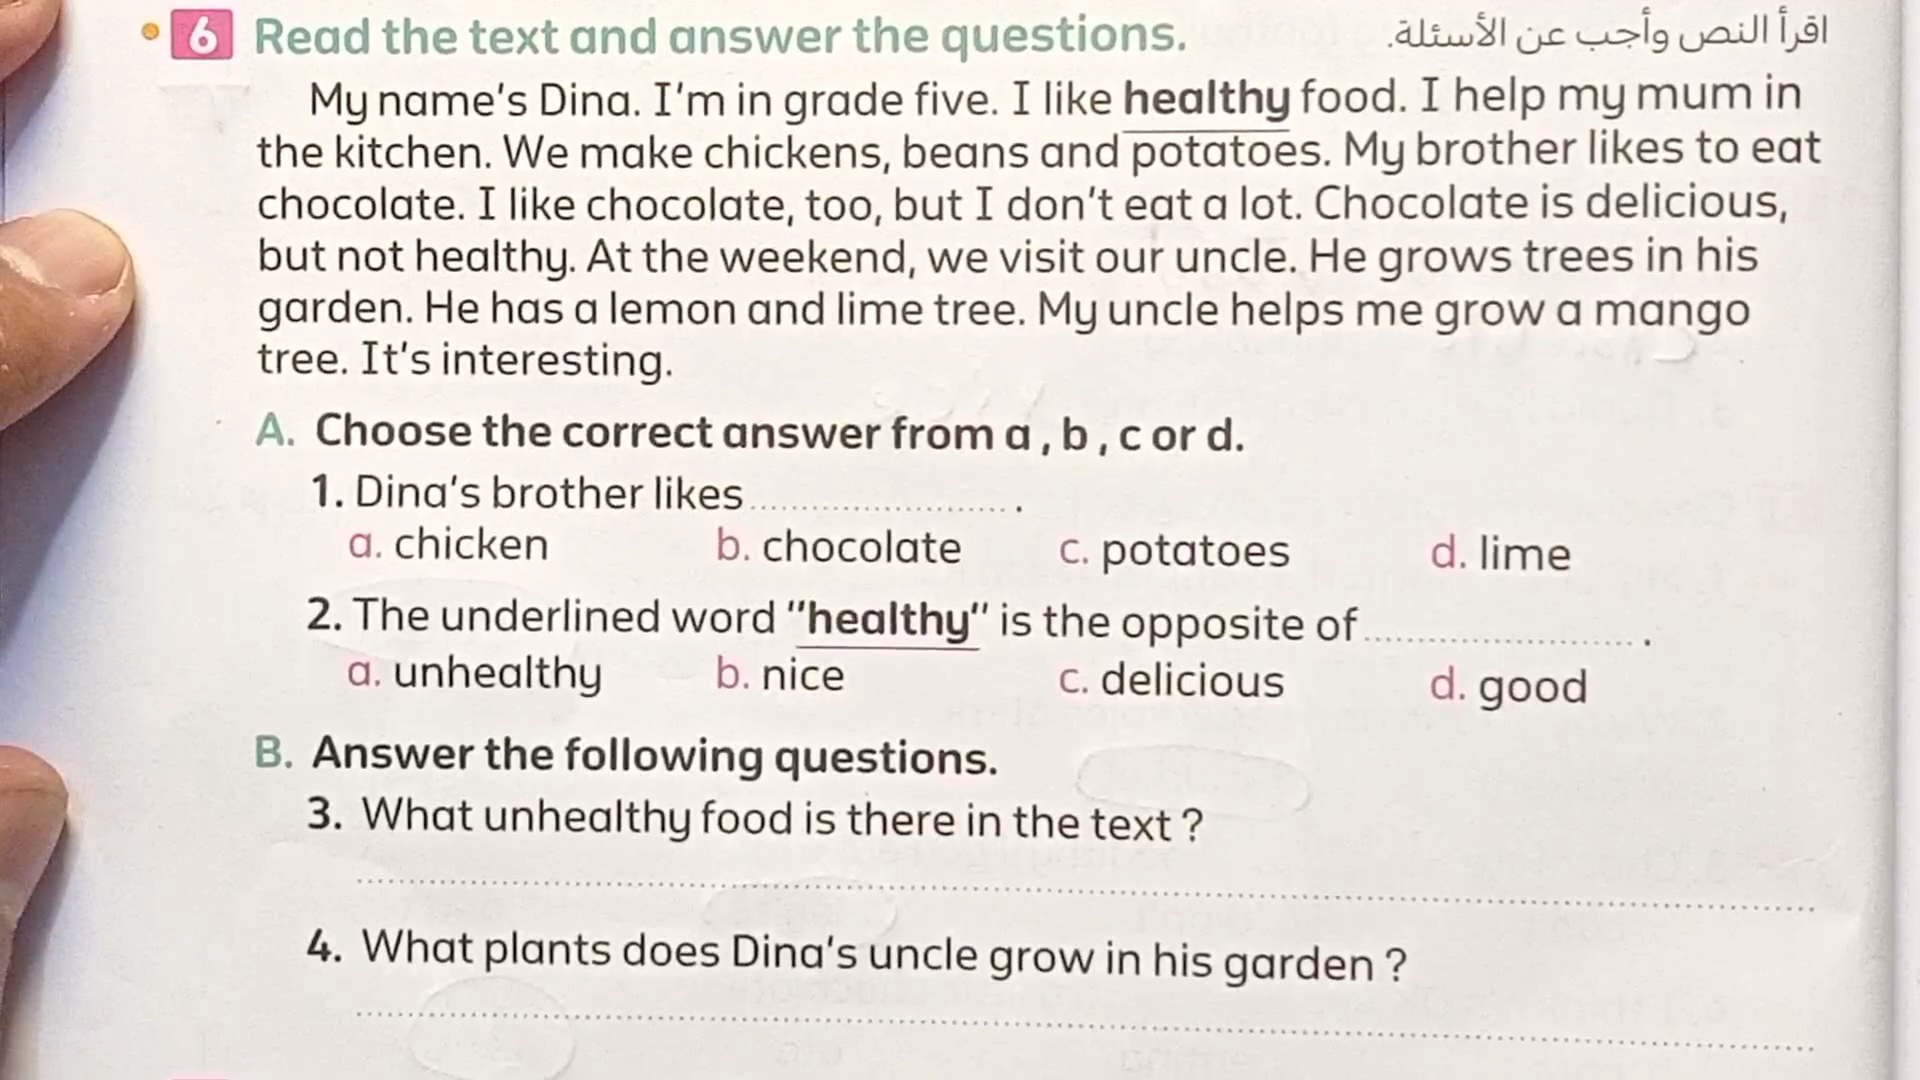 6 Read the text and answer the questions. اقرأ النص وأجب عن الأسئلة.
My name's Dina. I'm in grade five. I like healthy food. I help my mum in
the kitchen. We make chickens, beans and potatoes. My brother likes to eat
chocolate. I like chocolate, too, but I don't eat a lot. Chocolate is delicious,
but not healthy. At the weekend, we visit our uncle. He grows trees in his
garden. He has a lemon and lime tree. My uncle helps me grow a mango
tree. It's interesting.
A. Choose the correct answer from a , b , c or d.
1. Dina's brother likes .......................... .
a. chicken b. chocolate c. potatoes d. lime
2. The underlined word "healthy" is the opposite of ........................... .
a. unhealthy b. nice c. delicious d. good
B. Answer the following questions.
3. What unhealthy food is there in the text ?
4. What plants does Dina's uncle grow in his garden ?